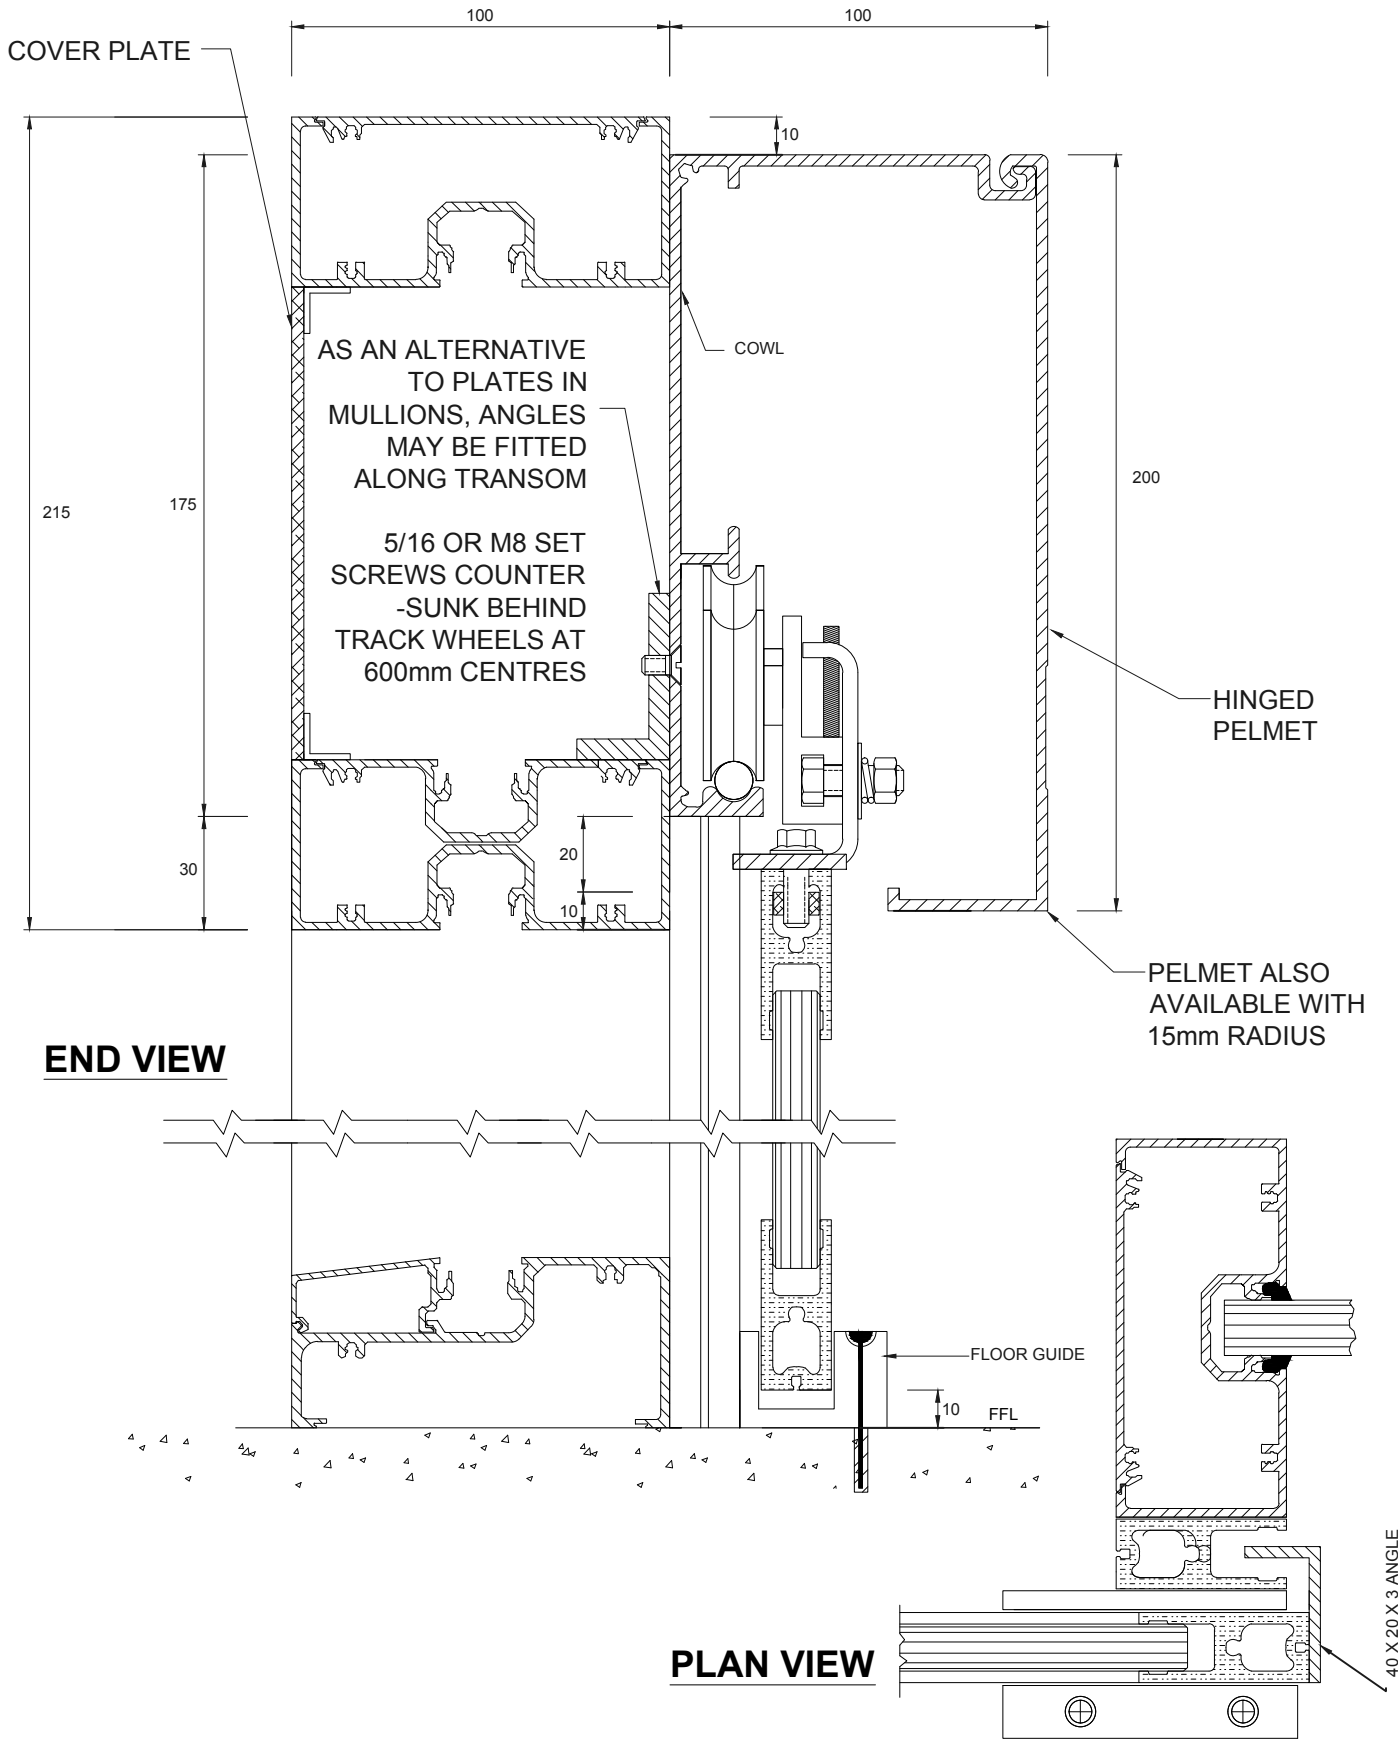 100
100
COVER PLATE
10
AS AN ALTERNATIVE
TO PLATES IN
MULLIONS, ANGLES
MAY BE FITTED
ALONG TRANSOM
COWL
215
175
200
5/16 OR M8 SET
SCREWS COUNTER
-SUNK BEHIND
TRACK WHEELS AT
600mm CENTRES
HINGED
PELMET
30
20
10
PELMET ALSO
AVAILABLE WITH
15mm RADIUS
END VIEW
FLOOR GUIDE
10
FFL
PLAN VIEW
40 X 20 X 3 ANGLE